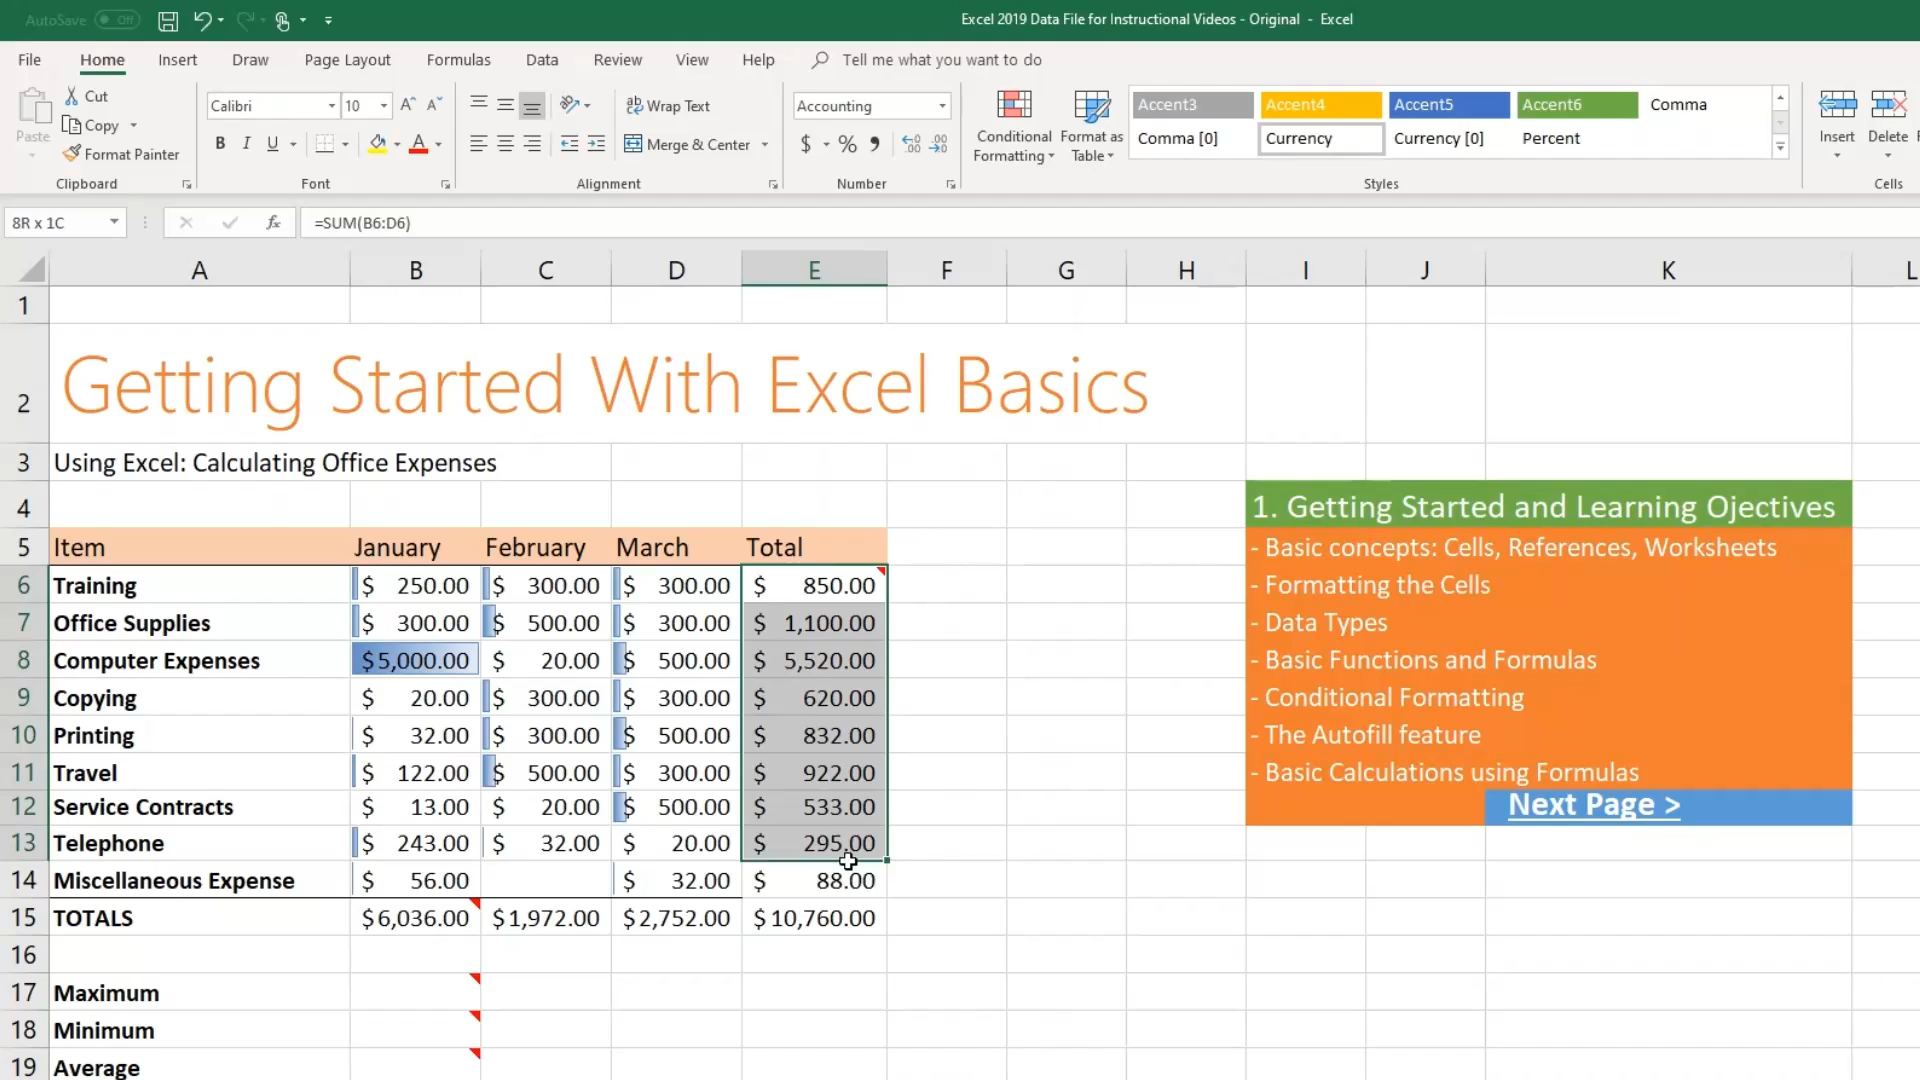 AutoSave Off
Excel 2019 Data File for Instructional Videos - Original - Excel
File Home Insert Draw Page Layout Formulas Data Review View Help Tell me what you want to do
Paste
Cut
Copy
Format Painter
Clipboard
Calibri 10 A A
B I U A
Font
ab Wrap Text
Merge & Center
Alignment
Accounting
$ % ,
Number
Conditional Formatting
Format as Table
Accent3 Accent4 Accent5 Accent6 Comma
Comma [0] Currency Currency [0] Percent
Styles
Insert Delete
Cells
8R x 1C fx =SUM(B6:D6)
A B C D E F G H I J K L
1
2 Getting Started With Excel Basics
3 Using Excel: Calculating Office Expenses
4
5 Item January February March Total
6 Training $ 250.00 $ 300.00 $ 300.00 $ 850.00
7 Office Supplies $ 300.00 $ 500.00 $ 300.00 $ 1,100.00
8 Computer Expenses $5,000.00 $ 20.00 $ 500.00 $ 5,520.00
9 Copying $ 20.00 $ 300.00 $ 300.00 $ 620.00
10 Printing $ 32.00 $ 300.00 $ 500.00 $ 832.00
11 Travel $ 122.00 $ 500.00 $ 300.00 $ 922.00
12 Service Contracts $ 13.00 $ 20.00 $ 500.00 $ 533.00
13 Telephone $ 243.00 $ 32.00 $ 20.00 $ 295.00
14 Miscellaneous Expense $ 56.00 $ 32.00 $ 88.00
15 TOTALS $6,036.00 $1,972.00 $2,752.00 $10,760.00
16
17 Maximum
18 Minimum
19 Average
1. Getting Started and Learning Ojectives
- Basic concepts: Cells, References, Worksheets
- Formatting the Cells
- Data Types
- Basic Functions and Formulas
- Conditional Formatting
- The Autofill feature
- Basic Calculations using Formulas
Next Page >